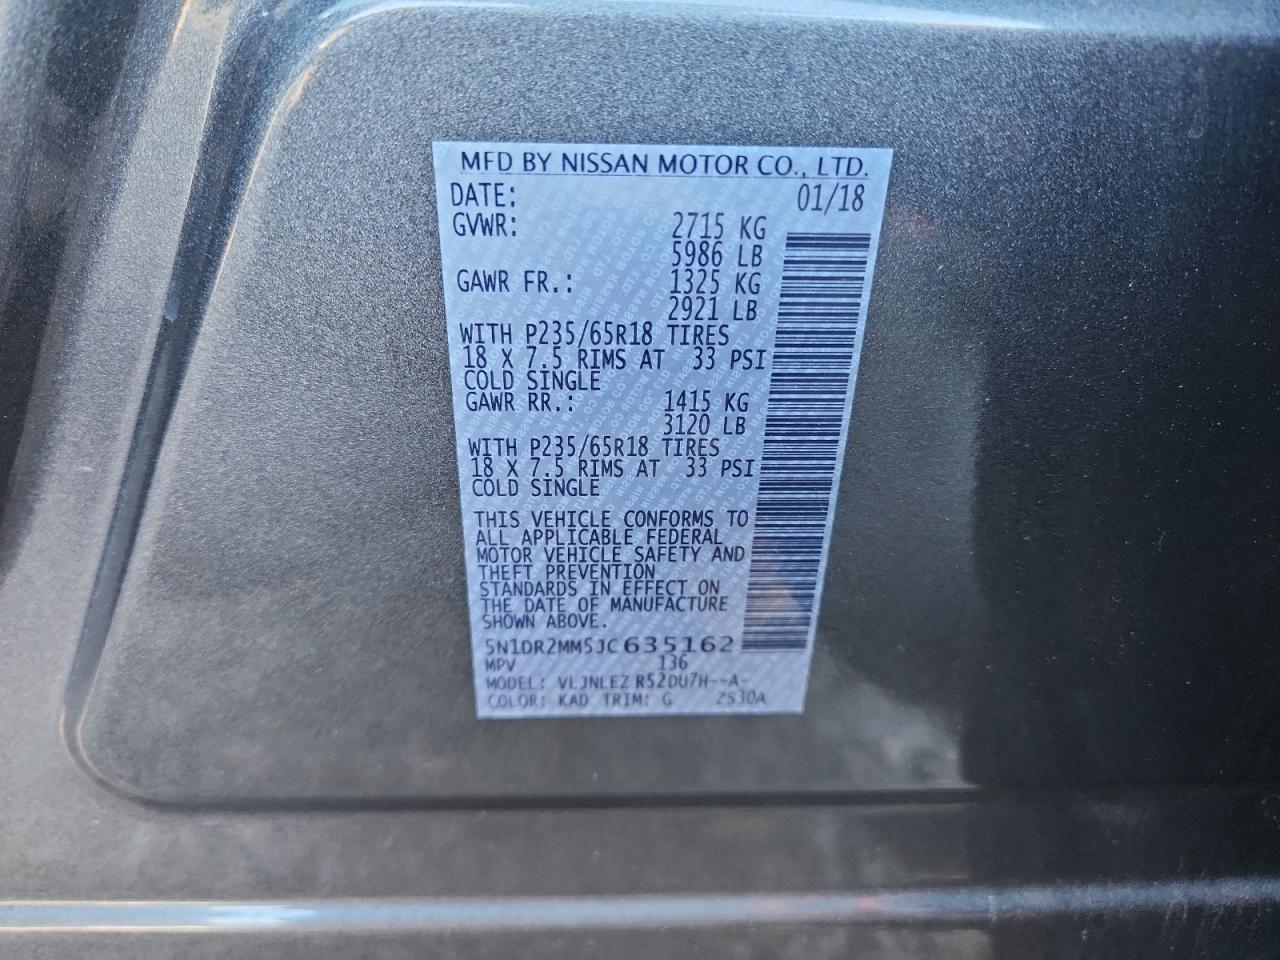 MFD BY NISSAN MOTOR CO., LTD.
DATE: 01/18
GVWR: 2715 KG
5986 LB
GAWR FR.: 1325 KG
2921 LB
WITH P235/65R18 TIRES
18 X 7.5 RIMS AT 33 PSI
COLD SINGLE
GAWR RR.: 1415 KG
3120 LB
WITH P235/65R18 TIRES
18 X 7.5 RIMS AT 33 PSI
COLD SINGLE
THIS VEHICLE CONFORMS TO
ALL APPLICABLE FEDERAL
MOTOR VEHICLE SAFETY AND
THEFT PREVENTION
STANDARDS IN EFFECT ON
THE DATE OF MANUFACTURE
SHOWN ABOVE.
5N1DR2MM5JC635162
MPV 136
MODEL: VLJNLEZ R52DU7H--A-
COLOR: KAD TRIM: G ZS30A